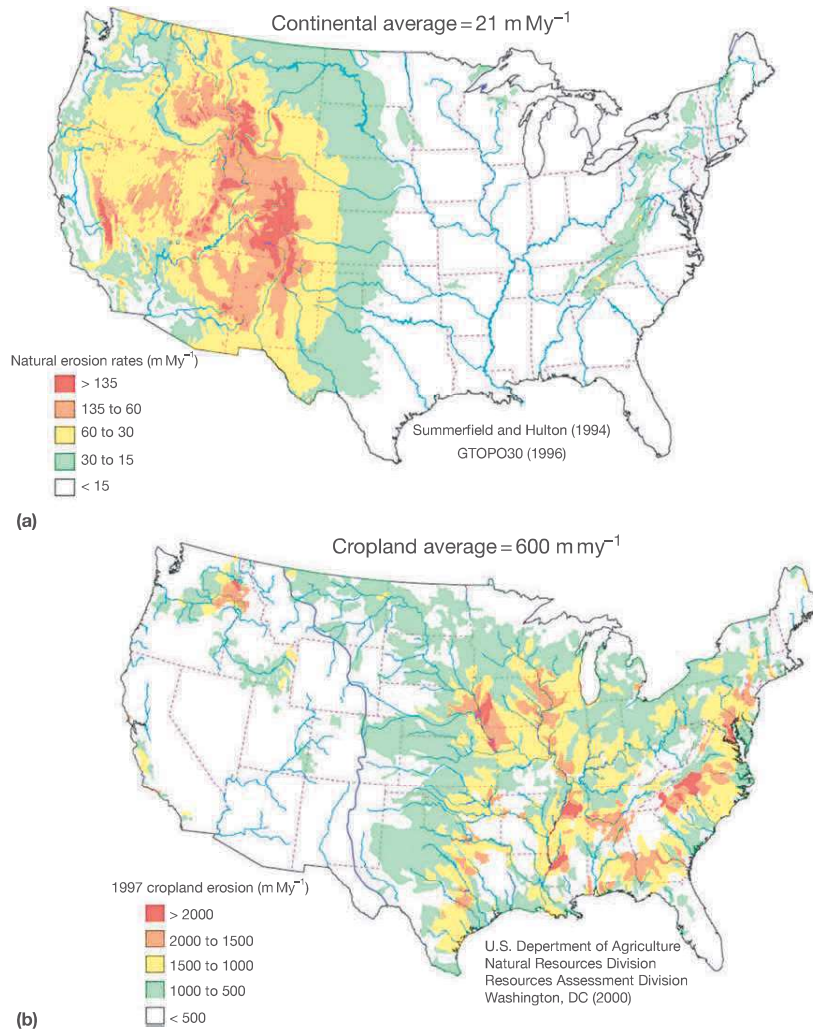 Continental average = 21 m My⁻¹
Natural erosion rates (m My⁻¹)
> 135
135 to 60
60 to 30
30 to 15
< 15
Summerfield and Hulton (1994)
GTOPO30 (1996)
(a)
Cropland average = 600 m my⁻¹
1997 cropland erosion (m My⁻¹)
> 2000
2000 to 1500
1500 to 1000
1000 to 500
< 500
U.S. Depertment of Agriculture
Natural Resources Division
Resources Assessment Division
Washington, DC (2000)
(b)